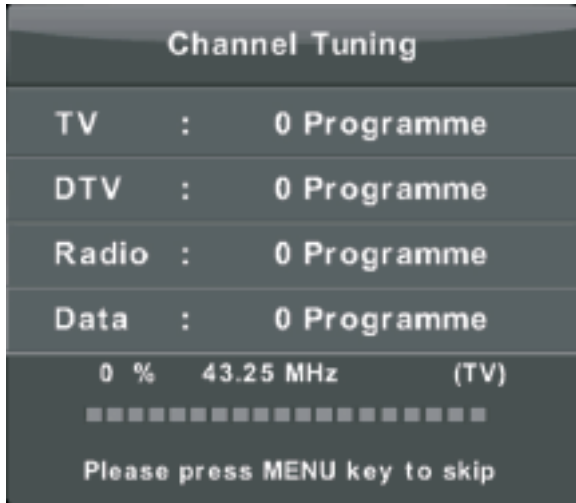 Channel Tuning
TV : 0 Programme
DTV : 0 Programme
Radio : 0 Programme
Data : 0 Programme
0 % 43.25 MHz (TV)
Please press MENU key to skip